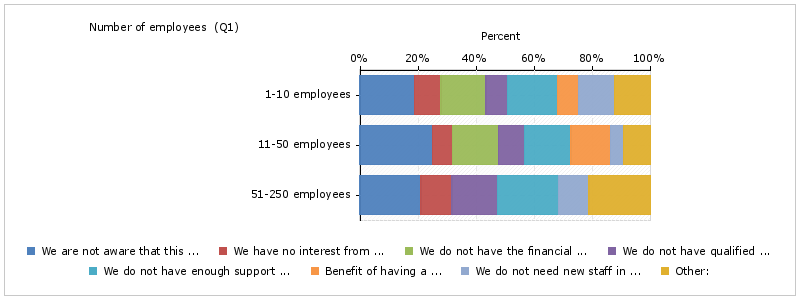 Number of employees  (Q1)
Percent
0% 20% 40% 60% 80% 100%
1-10 employees
11-50 employees
51-250 employees
We are not aware that this ... We have no interest from ... We do not have the financial ... We do not have qualified ...
We do not have enough support ... Benefit of having a ... We do not need new staff in ... Other: